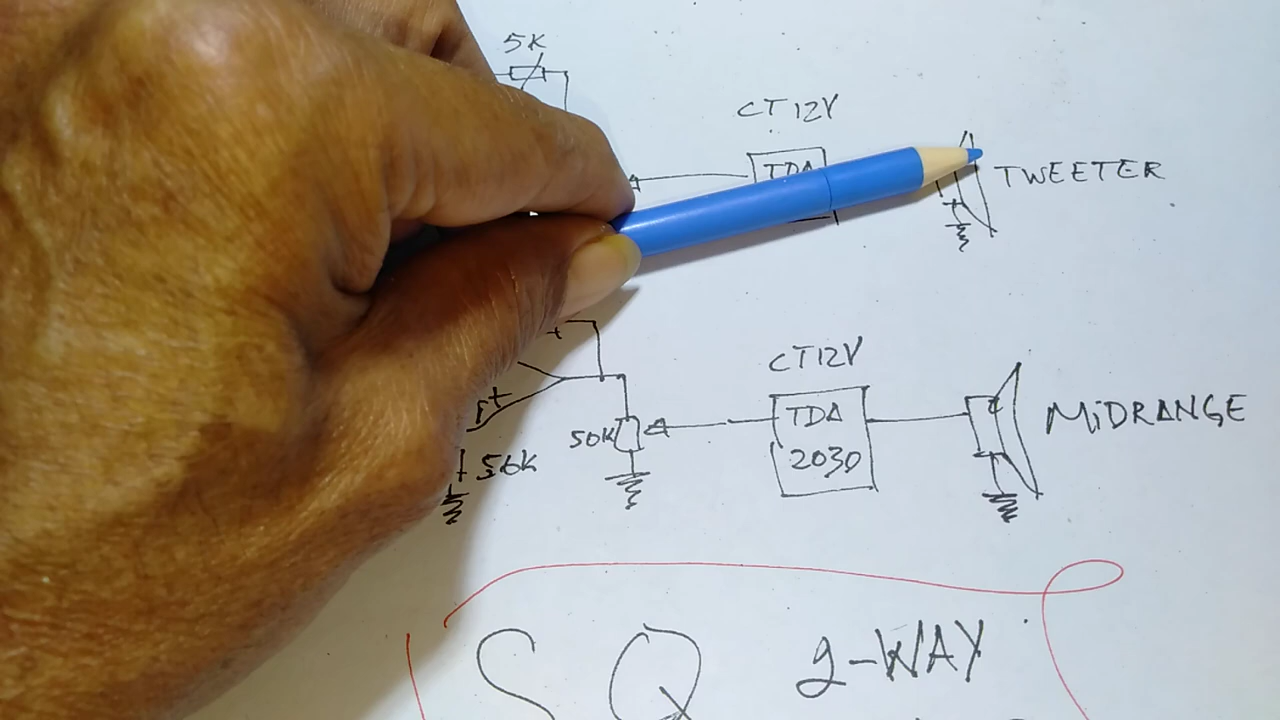 5K
CT 12V
TDA
TWEETER
CT12V
50K
TDA
2030
MiDRANGE
56K
SQ 2-WAY